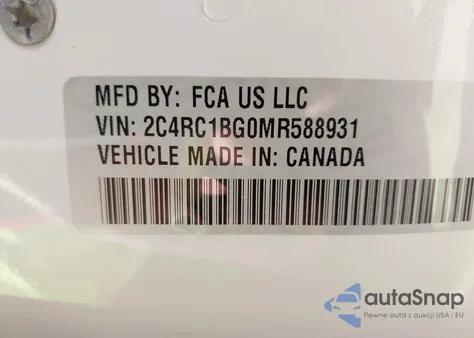 MFD BY: FCA US LLC
VIN: 2C4RC1BG0MR588931
VEHICLE MADE IN: CANADA
autaSnap
Pewne auta z aukcji USA i EU